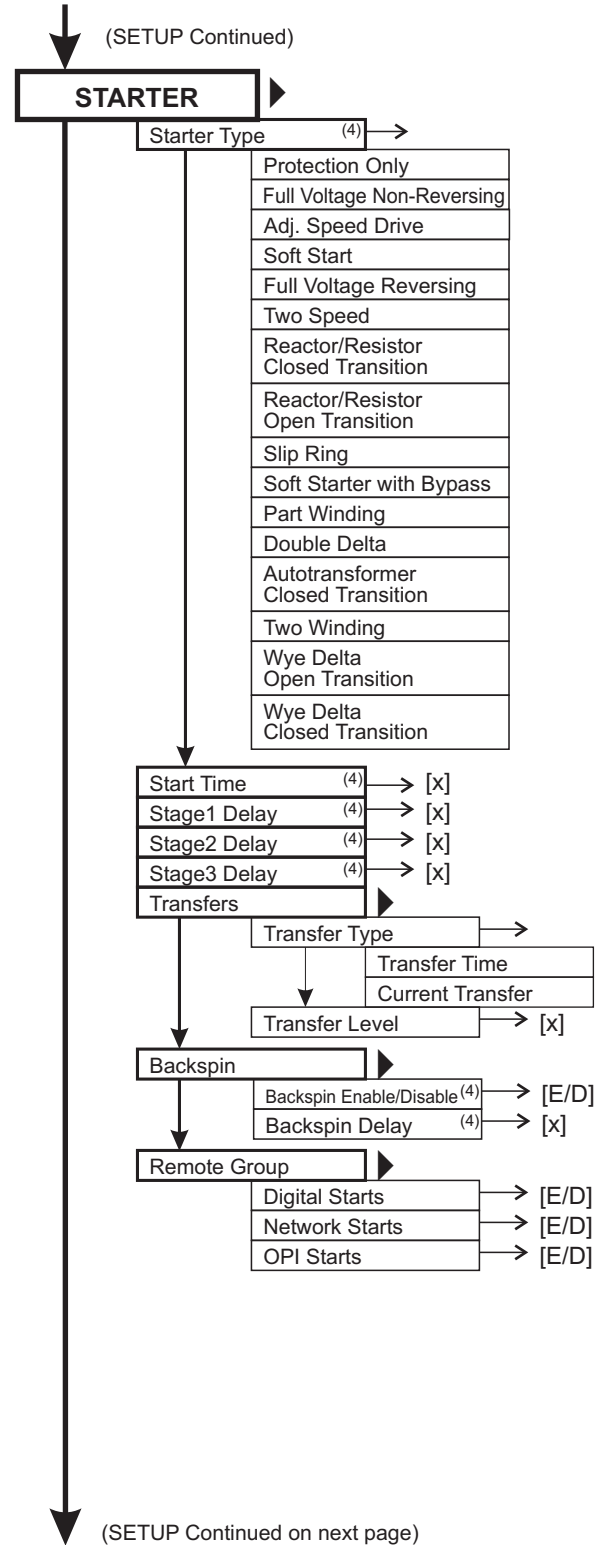 (SETUP Continued)
STARTER
Starter Type (4)
Protection Only
Full Voltage Non-Reversing
Adj. Speed Drive
Soft Start
Full Voltage Reversing
Two Speed
Reactor/Resistor
Closed Transition
Reactor/Resistor
Open Transition
Slip Ring
Soft Starter with Bypass
Part Winding
Double Delta
Autotransformer
Closed Transition
Two Winding
Wye Delta
Open Transition
Wye Delta
Closed Transition
Start Time (4) [x]
Stage1 Delay (4) [x]
Stage2 Delay (4) [x]
Stage3 Delay (4) [x]
Transfers
Transfer Type
Transfer Time
Current Transfer
Transfer Level [x]
Backspin
Backspin Enable/Disable (4) [E/D]
Backspin Delay (4) [x]
Remote Group
Digital Starts [E/D]
Network Starts [E/D]
OPI Starts [E/D]
(SETUP Continued on next page)